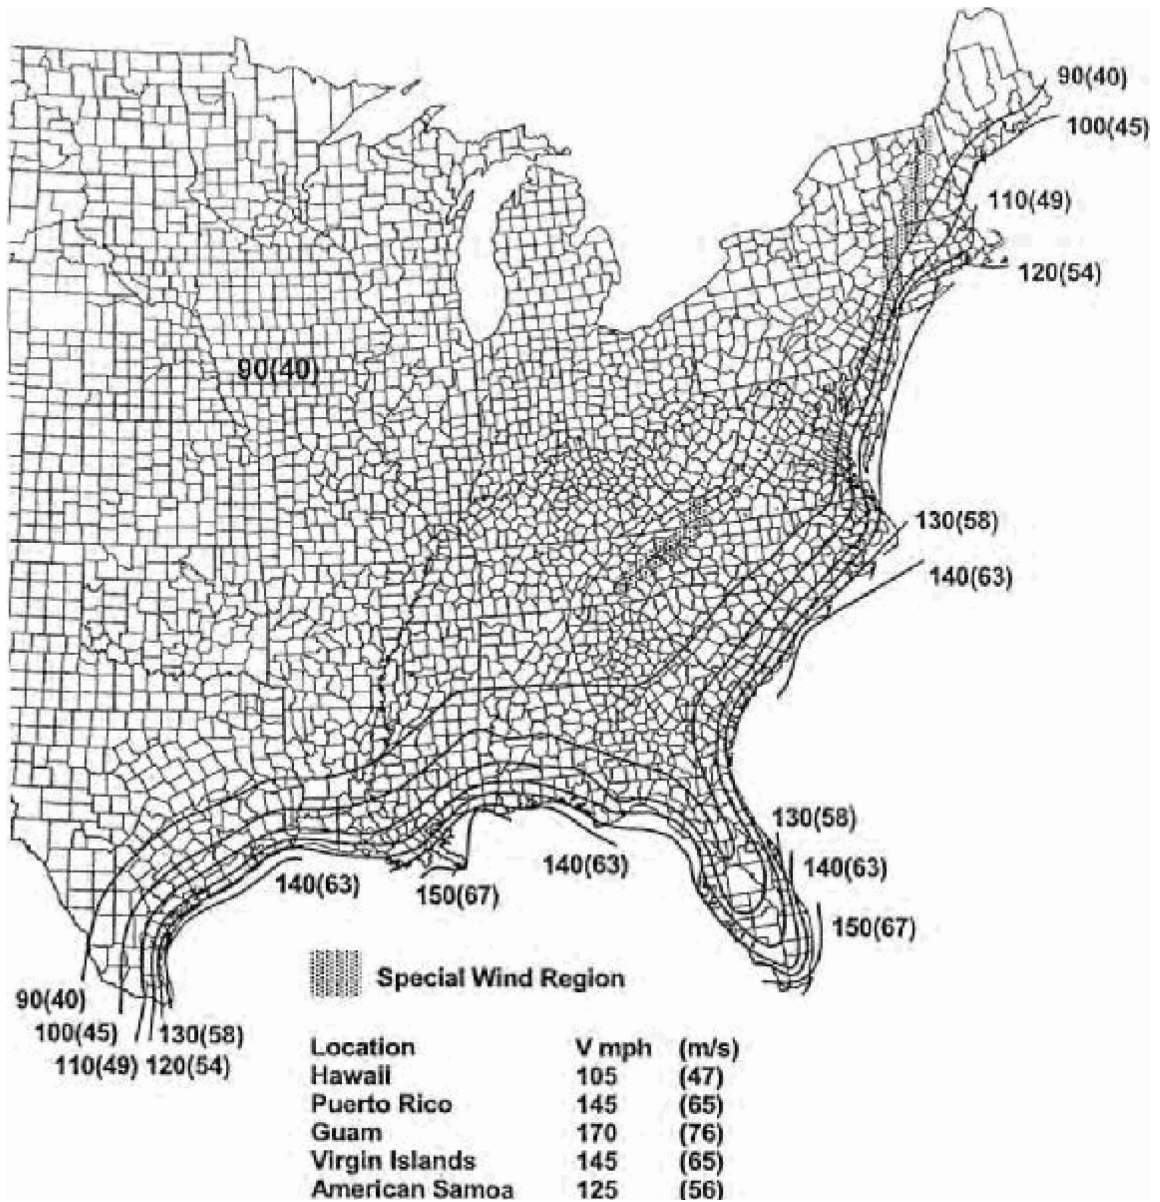 90(40)
100(45)
110(49)
120(54)
90(40)
130(58)
140(63)
130(58)
140(63)
140(63)
140(63)
150(67)
150(67)
90(40)
100(45)
130(58)
110(49)
120(54)
Special Wind Region
Location V mph (m/s)
Hawaii 105 (47)
Puerto Rico 145 (65)
Guam 170 (76)
Virgin Islands 145 (65)
American Samoa 125 (56)